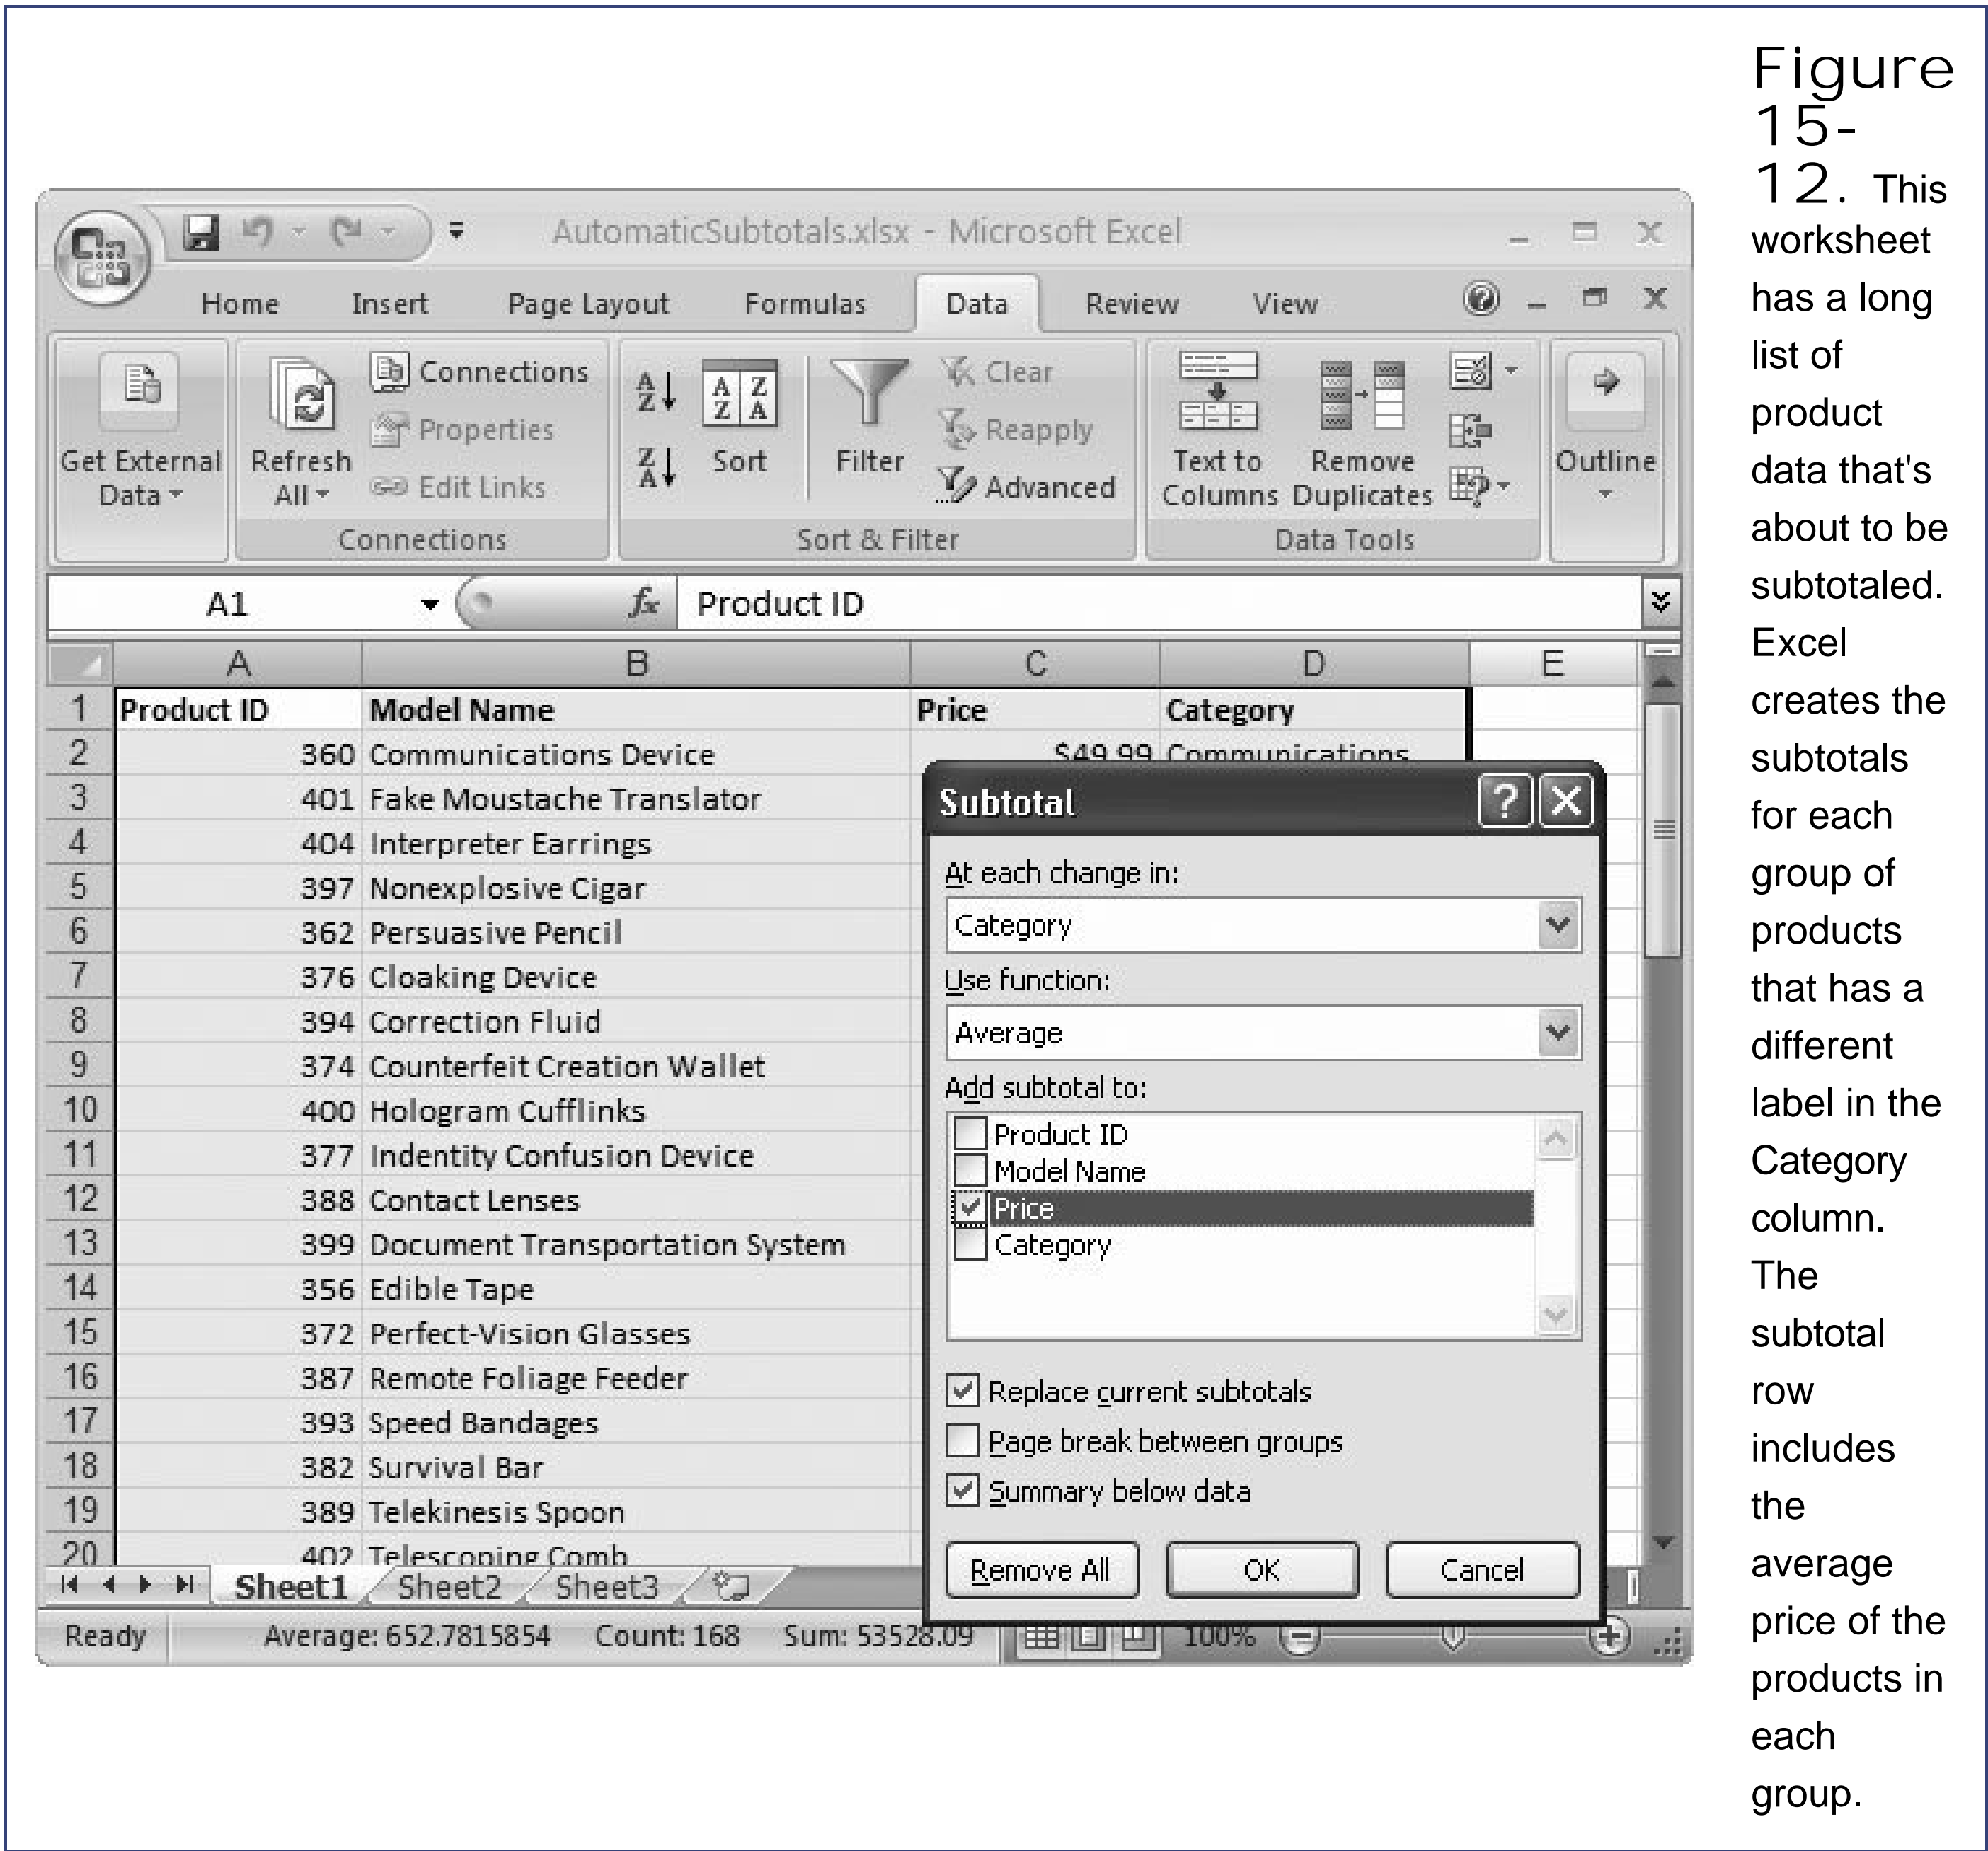 AutomaticSubtotals.xlsx - Microsoft Excel
Home Insert Page Layout Formulas Data Review View
Get External Data
Refresh All
Connections
Properties
Edit Links
Connections
Sort
Filter
Clear
Reapply
Advanced
Sort & Filter
Text to Columns
Remove Duplicates
Data Tools
Outline
A1 fx Product ID
A B C D E
1 Product ID Model Name Price Category
2 360 Communications Device $49.99 Communications
3 401 Fake Moustache Translator
4 404 Interpreter Earrings
5 397 Nonexplosive Cigar
6 362 Persuasive Pencil
7 376 Cloaking Device
8 394 Correction Fluid
9 374 Counterfeit Creation Wallet
10 400 Hologram Cufflinks
11 377 Indentity Confusion Device
12 388 Contact Lenses
13 399 Document Transportation System
14 356 Edible Tape
15 372 Perfect-Vision Glasses
16 387 Remote Foliage Feeder
17 393 Speed Bandages
18 382 Survival Bar
19 389 Telekinesis Spoon
20 402 Telescoping Comb
Sheet1 Sheet2 Sheet3
Ready Average: 652.7815854 Count: 168 Sum: 53528.09 100%
Subtotal
At each change in:
Category
Use function:
Average
Add subtotal to:
Product ID
Model Name
Price
Category
Replace current subtotals
Page break between groups
Summary below data
Remove All OK Cancel
Figure
15-
12. This
worksheet
has a long
list of
product
data that's
about to be
subtotaled.
Excel
creates the
subtotals
for each
group of
products
that has a
different
label in the
Category
column.
The
subtotal
row
includes
the
average
price of the
products in
each
group.